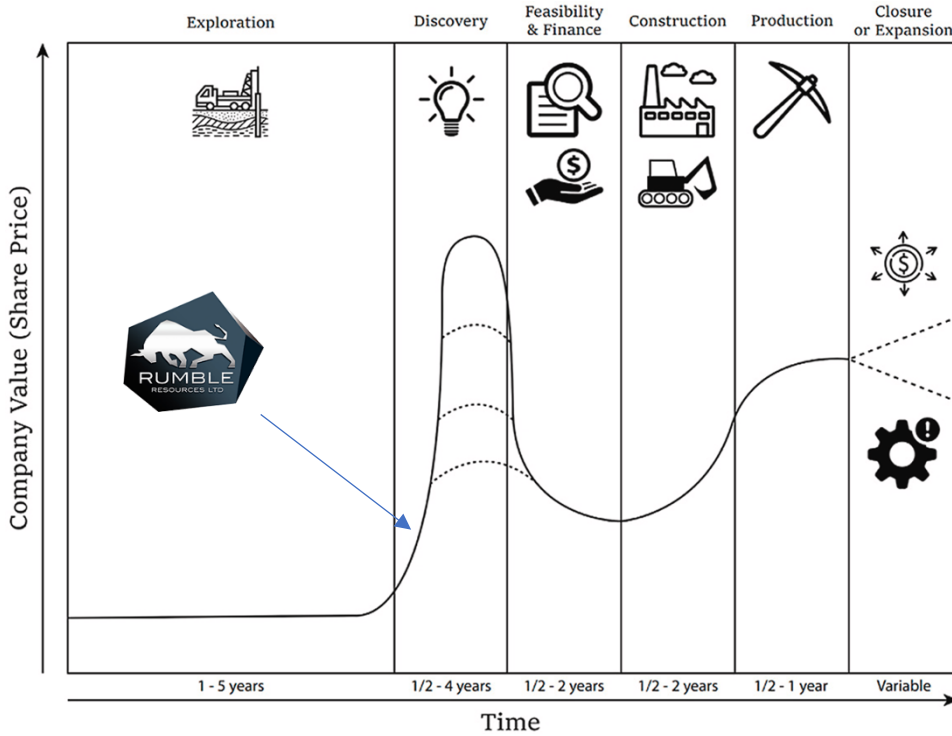 Exploration
Discovery
Feasibility
& Finance
Construction
Production
Closure
or Expansion
$
$
!
RUMBLE
RESOURCES LTD
Company Value (Share Price)
1 - 5 years
1/2 - 4 years
1/2 - 2 years
1/2 - 2 years
1/2 - 1 year
Variable
Time